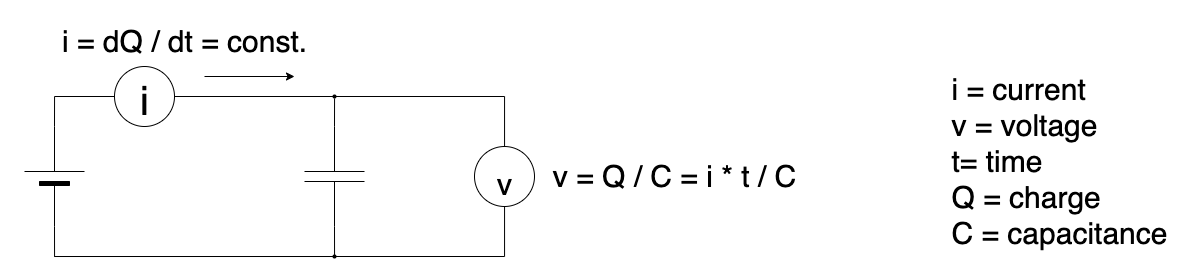 i = dQ / dt = const.
i
v
v = Q / C = i * t / C
i = current
v = voltage
t= time
Q = charge
C = capacitance